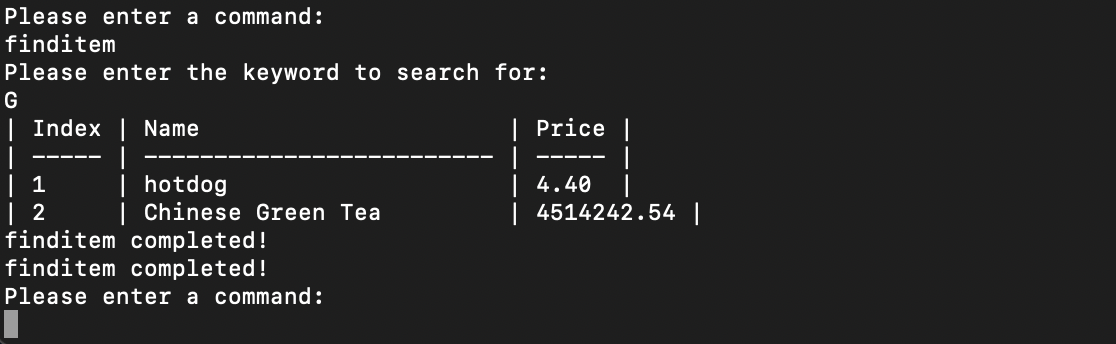 Please enter a command:
finditem
Please enter the keyword to search for:
G
| Index | Name                      | Price |
| ----- | ------------------------- | ----- |
| 1     | hotdog                    | 4.40  |
| 2     | Chinese Green Tea         | 4514242.54 |
finditem completed!
finditem completed!
Please enter a command: